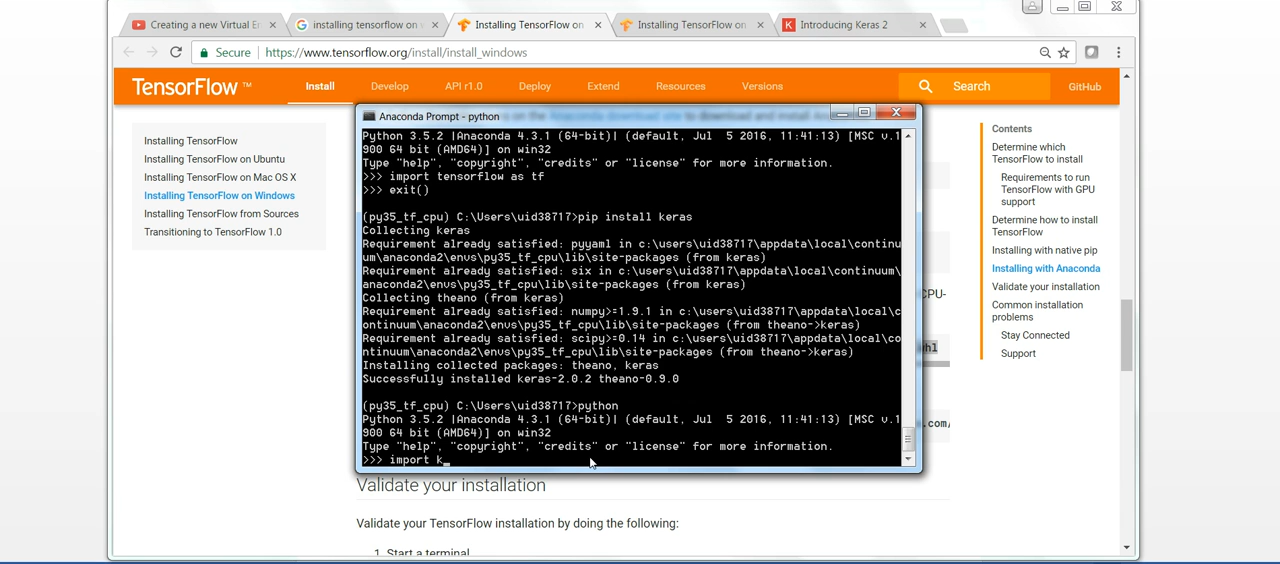 Creating a new Virtual E
installing tensorflow on
Installing TensorFlow on
Installing TensorFlow on
Introducing Keras 2
Secure
https://www.tensorflow.org/install/install_windows
TensorFlow ™
Install
Develop
API r1.0
Deploy
Extend
Resources
Versions
Search
GitHub
Installing TensorFlow
Installing TensorFlow on Ubuntu
Installing TensorFlow on Mac OS X
Installing TensorFlow on Windows
Installing TensorFlow from Sources
Transitioning to TensorFlow 1.0
Anaconda Prompt - python
Python 3.5.2 |Anaconda 4.3.1 (64-bit)| (default, Jul  5 2016, 11:41:13) [MSC v.1
900 64 bit (AMD64)] on win32
Type "help", "copyright", "credits" or "license" for more information.
>>> import tensorflow as tf
>>> exit()
(py35_tf_cpu) C:\Users\uid38717>pip install keras
Collecting keras
Requirement already satisfied: pyyaml in c:\users\uid38717\appdata\local\continu
um\anaconda2\envs\py35_tf_cpu\lib\site-packages (from keras)
Requirement already satisfied: six in c:\users\uid38717\appdata\local\continuum\
anaconda2\envs\py35_tf_cpu\lib\site-packages (from keras)
Collecting theano (from keras)
Requirement already satisfied: numpy>=1.9.1 in c:\users\uid38717\appdata\local\c
ontinuum\anaconda2\envs\py35_tf_cpu\lib\site-packages (from theano->keras)
Requirement already satisfied: scipy>=0.14 in c:\users\uid38717\appdata\local\co
ntinuum\anaconda2\envs\py35_tf_cpu\lib\site-packages (from theano->keras)
Installing collected packages: theano, keras
Successfully installed keras-2.0.2 theano-0.9.0
(py35_tf_cpu) C:\Users\uid38717>python
Python 3.5.2 |Anaconda 4.3.1 (64-bit)| (default, Jul  5 2016, 11:41:13) [MSC v.1
900 64 bit (AMD64)] on win32
Type "help", "copyright", "credits" or "license" for more information.
>>> import k_
CPU-
whl
.com/
Validate your installation
Validate your TensorFlow installation by doing the following:
1. Start a terminal
Contents
Determine which
TensorFlow to install
Requirements to run
TensorFlow with GPU
support
Determine how to install
TensorFlow
Installing with native pip
Installing with Anaconda
Validate your installation
Common installation
problems
Stay Connected
Support